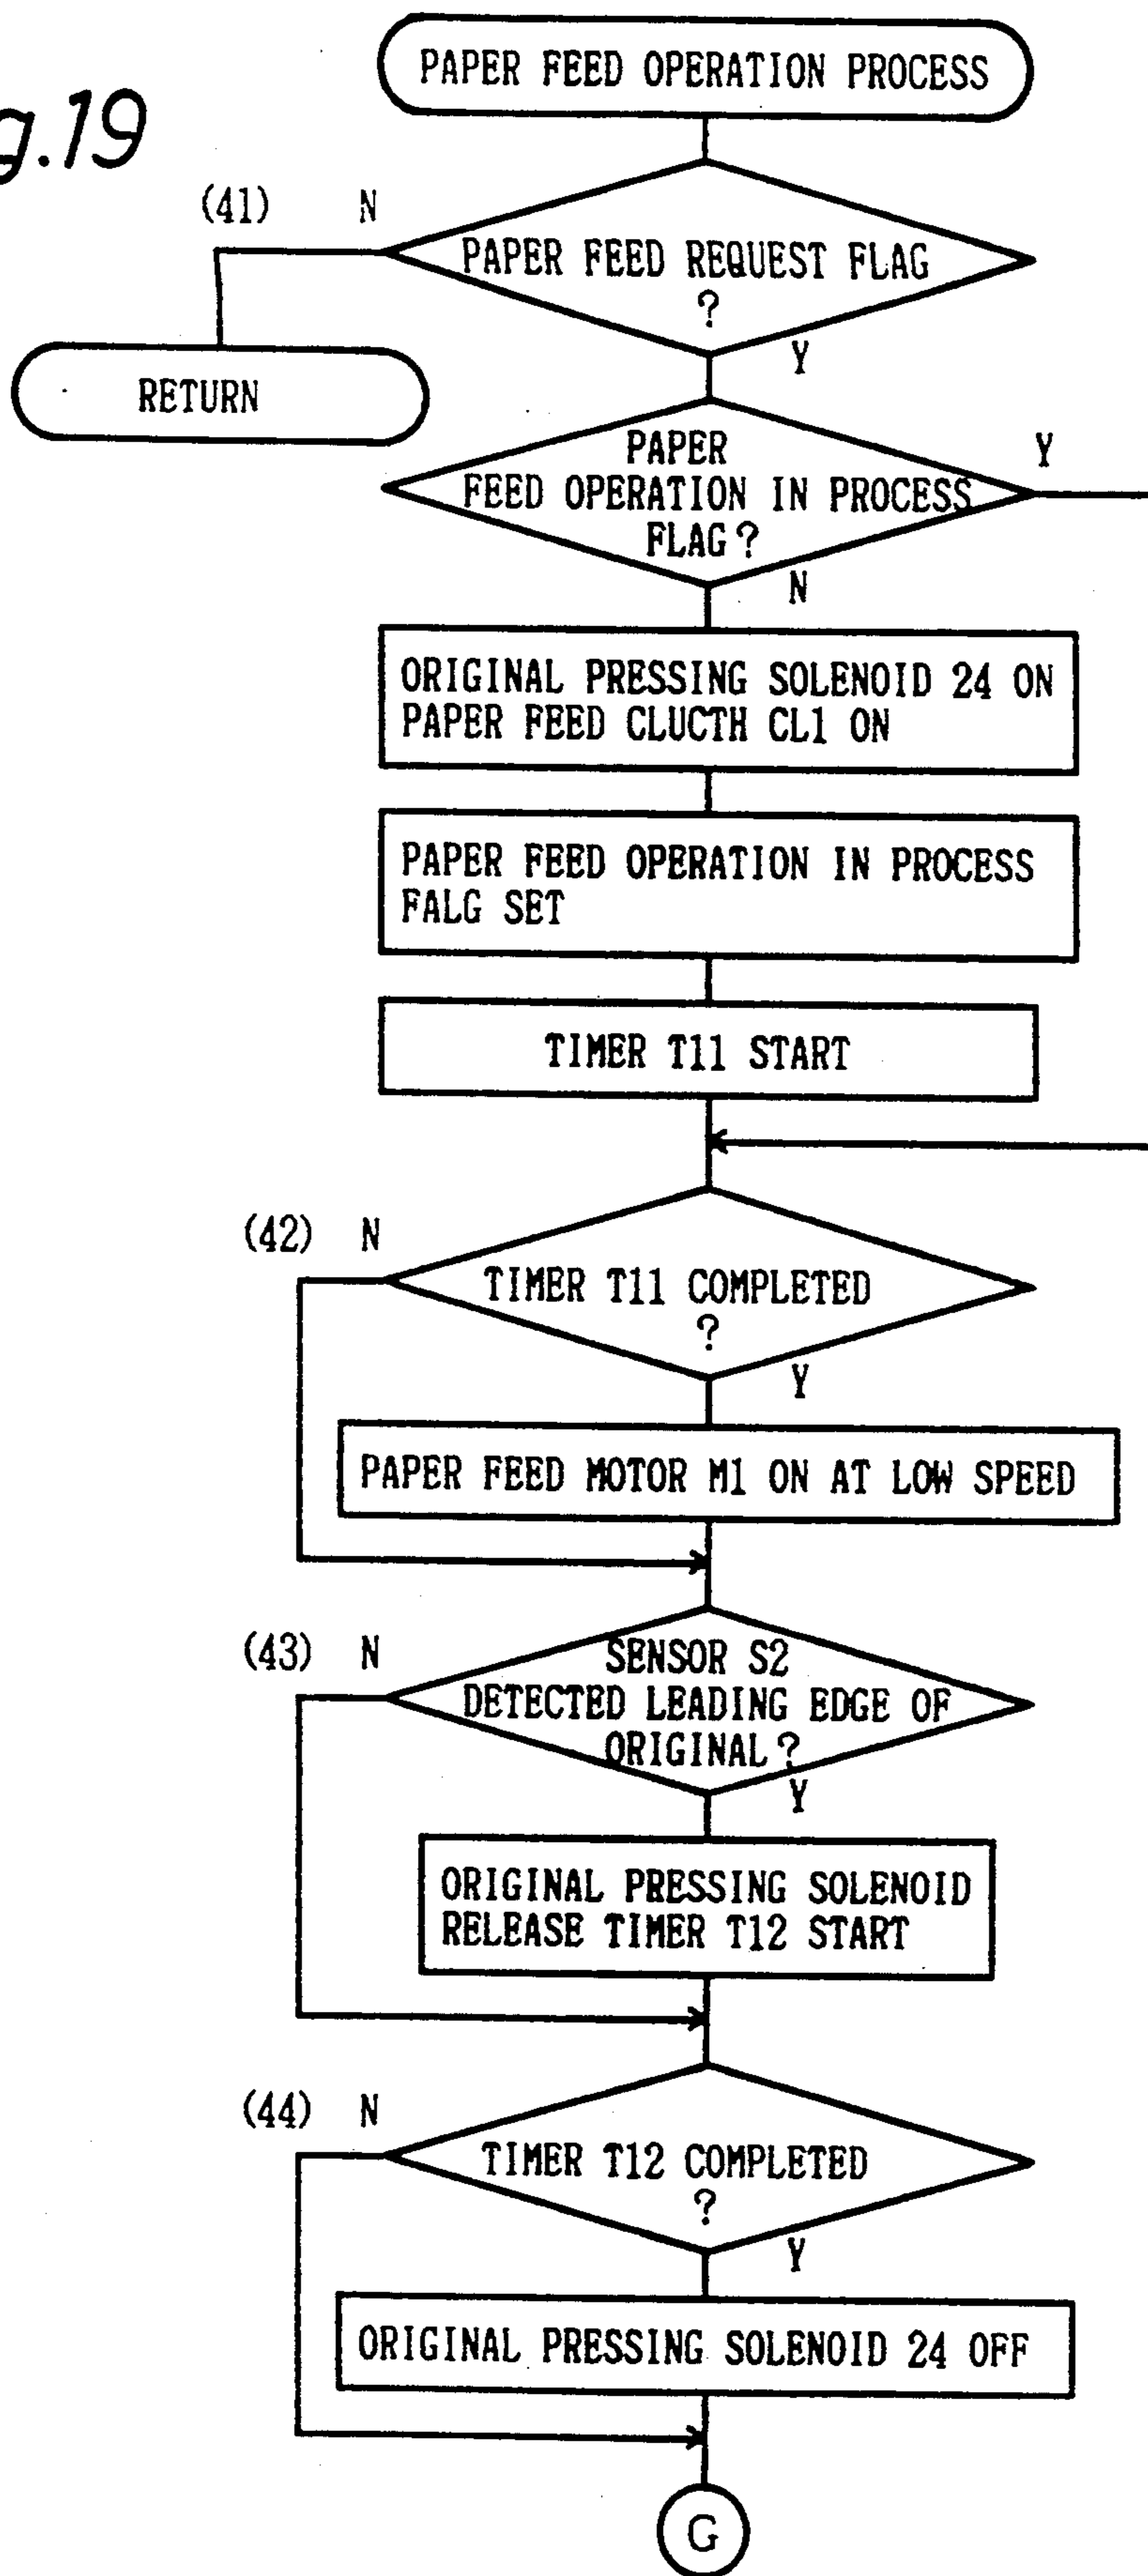 g.19
PAPER FEED OPERATION PROCESS
(41) N
PAPER FEED REQUEST FLAG
?
Y
RETURN
PAPER
FEED OPERATION IN PROCESS
FLAG?
Y
N
ORIGINAL PRESSING SOLENOID 24 ON
PAPER FEED CLUCTH CL1 ON
PAPER FEED OPERATION IN PROCESS
FALG SET
TIMER T11 START
(42) N
TIMER T11 COMPLETED
?
Y
PAPER FEED MOTOR M1 ON AT LOW SPEED
(43) N
SENSOR S2
DETECTED LEADING EDGE OF
ORIGINAL?
Y
ORIGINAL PRESSING SOLENOID
RELEASE TIMER T12 START
(44) N
TIMER T12 COMPLETED
?
Y
ORIGINAL PRESSING SOLENOID 24 OFF
G